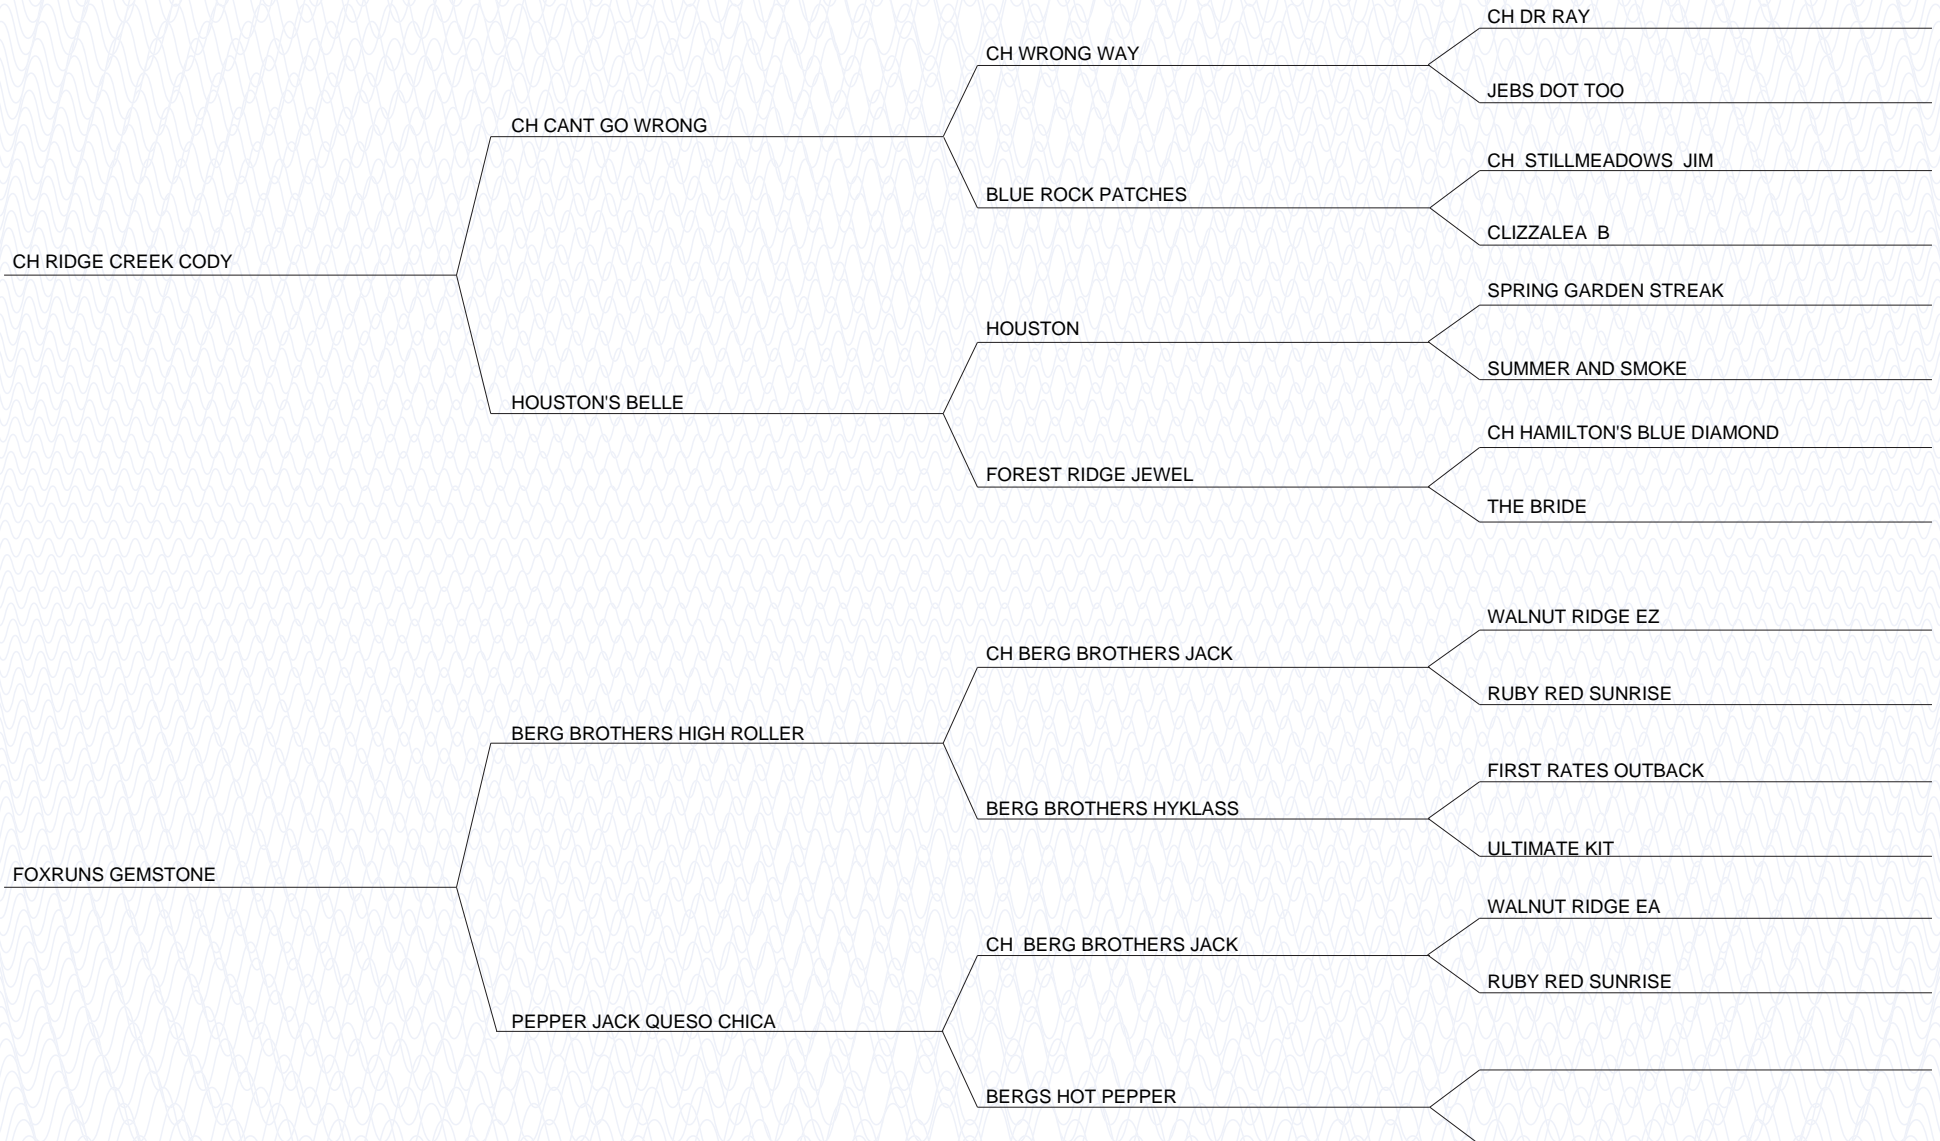 CH DR RAY
CH WRONG WAY
JEBS DOT TOO
CH CANT GO WRONG
CH  STILLMEADOWS  JIM
BLUE ROCK PATCHES
CLIZZALEA  B
CH RIDGE CREEK CODY
SPRING GARDEN STREAK
HOUSTON
SUMMER AND SMOKE
HOUSTON'S BELLE
CH HAMILTON'S BLUE DIAMOND
FOREST RIDGE JEWEL
THE BRIDE
WALNUT RIDGE EZ
CH BERG BROTHERS JACK
RUBY RED SUNRISE
BERG BROTHERS HIGH ROLLER
FIRST RATES OUTBACK
BERG BROTHERS HYKLASS
ULTIMATE KIT
FOXRUNS GEMSTONE
WALNUT RIDGE EA
CH  BERG BROTHERS JACK
RUBY RED SUNRISE
PEPPER JACK QUESO CHICA
BERGS HOT PEPPER